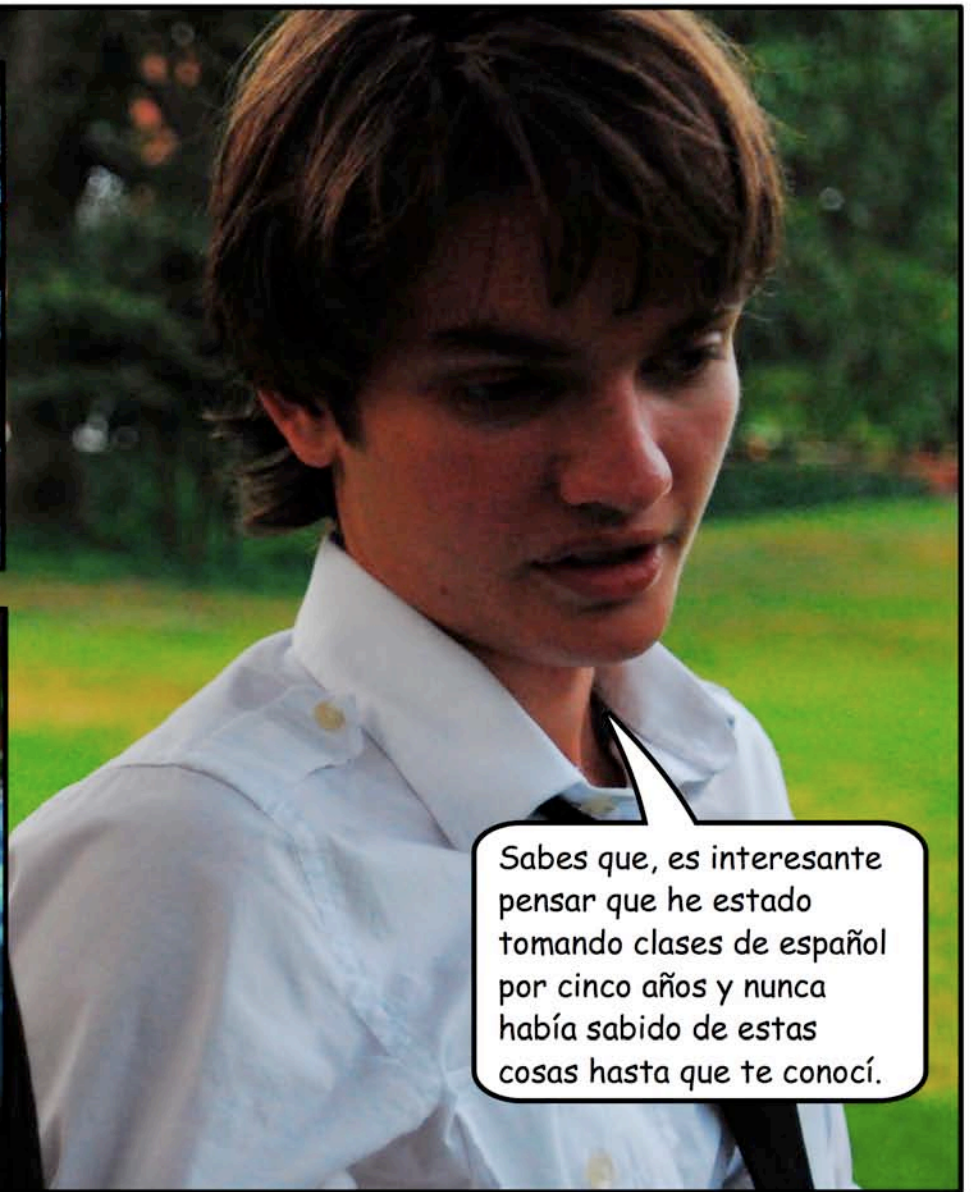 Sabes que, es interesante
pensar que he estado
tomando clases de español
por cinco años y nunca
había sabido de estas
cosas hasta que te conocí.